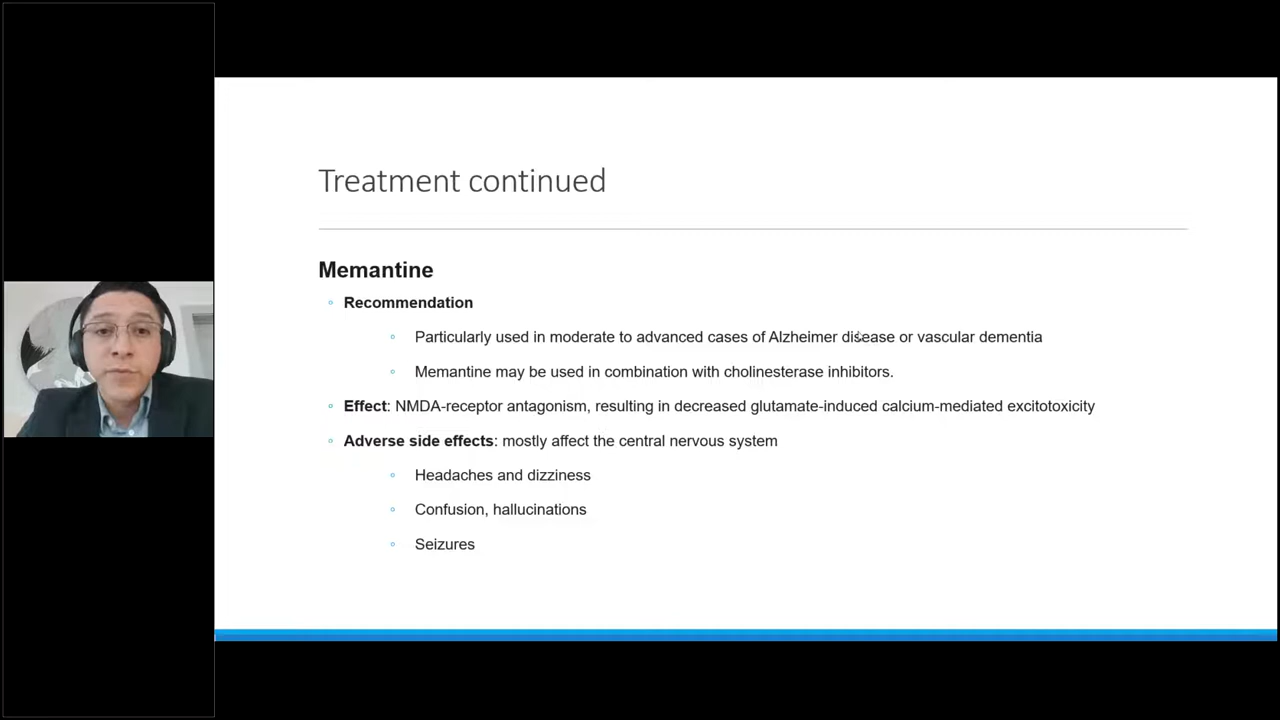 Treatment continued
Memantine
Recommendation
Particularly used in moderate to advanced cases of Alzheimer disease or vascular dementia
Memantine may be used in combination with cholinesterase inhibitors.
Effect: NMDA-receptor antagonism, resulting in decreased glutamate-induced calcium-mediated excitotoxicity
Adverse side effects: mostly affect the central nervous system
Headaches and dizziness
Confusion, hallucinations
Seizures